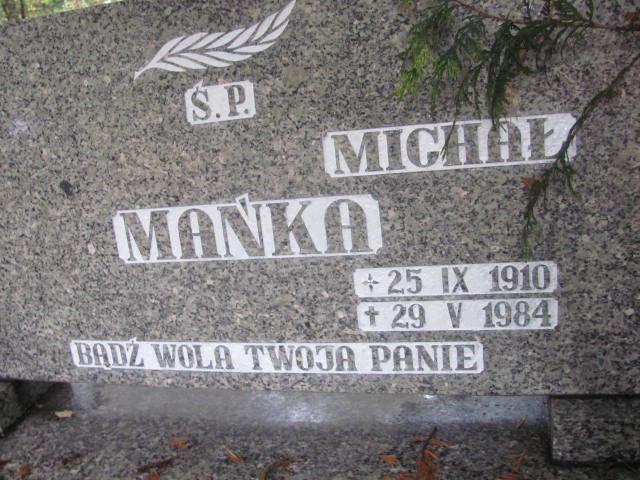 Ś.P.
MICHAŁ
MAŃKA
✢ 25 IX 1910
✝ 29 V 1984
BĄDŹ WOLA TWOJA PANIE